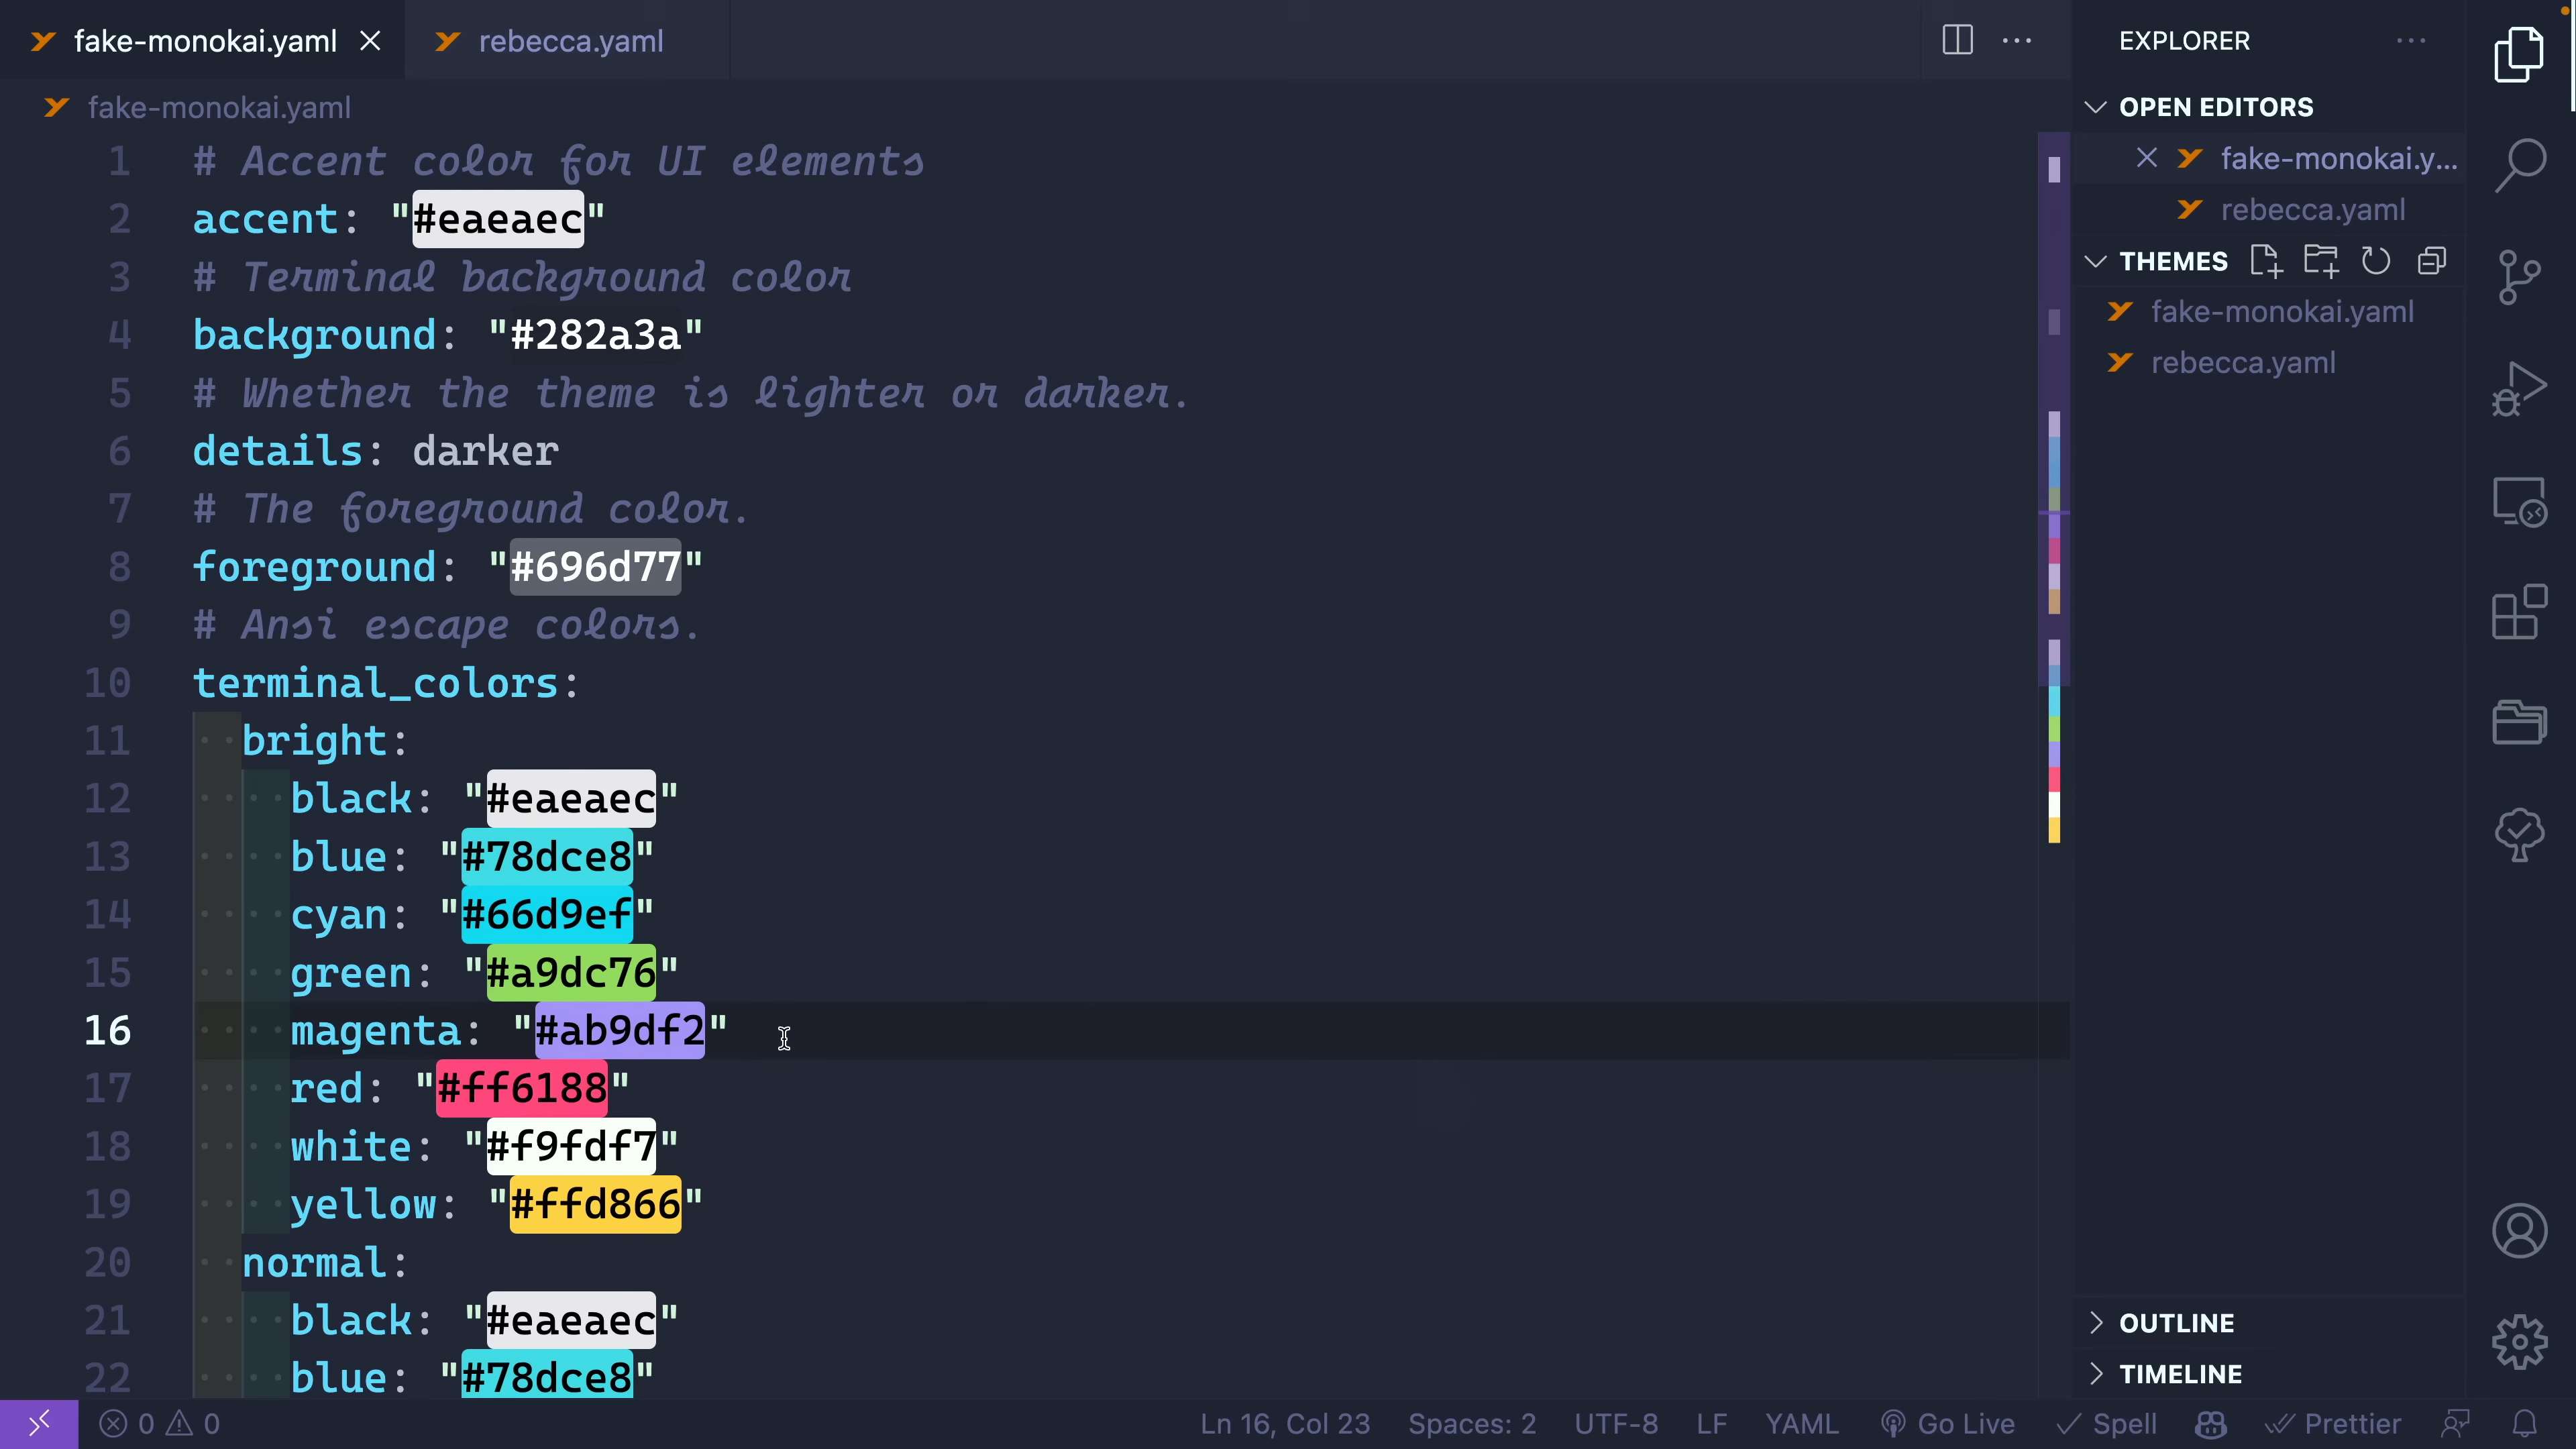 fake-monokai.yaml
rebecca.yaml
fake-monokai.yaml
1 # Accent color for UI elements
2 accent: "#eaeaec"
3 # Terminal background color
4 background: "#282a3a"
5 # Whether the theme is lighter or darker.
6 details: darker
7 # The foreground color.
8 foreground: "#696d77"
9 # Ansi escape colors.
10 terminal_colors:
11 bright:
12 black: "#eaeaec"
13 blue: "#78dce8"
14 cyan: "#66d9ef"
15 green: "#a9dc76"
16 magenta: "#ab9df2"
17 red: "#ff6188"
18 white: "#f9fdf7"
19 yellow: "#ffd866"
20 normal:
21 black: "#eaeaec"
22 blue: "#78dce8"
EXPLORER
OPEN EDITORS
fake-monokai.y...
rebecca.yaml
THEMES
fake-monokai.yaml
rebecca.yaml
OUTLINE
TIMELINE
0 0 Ln 16, Col 23 Spaces: 2 UTF-8 LF YAML Go Live Spell Prettier